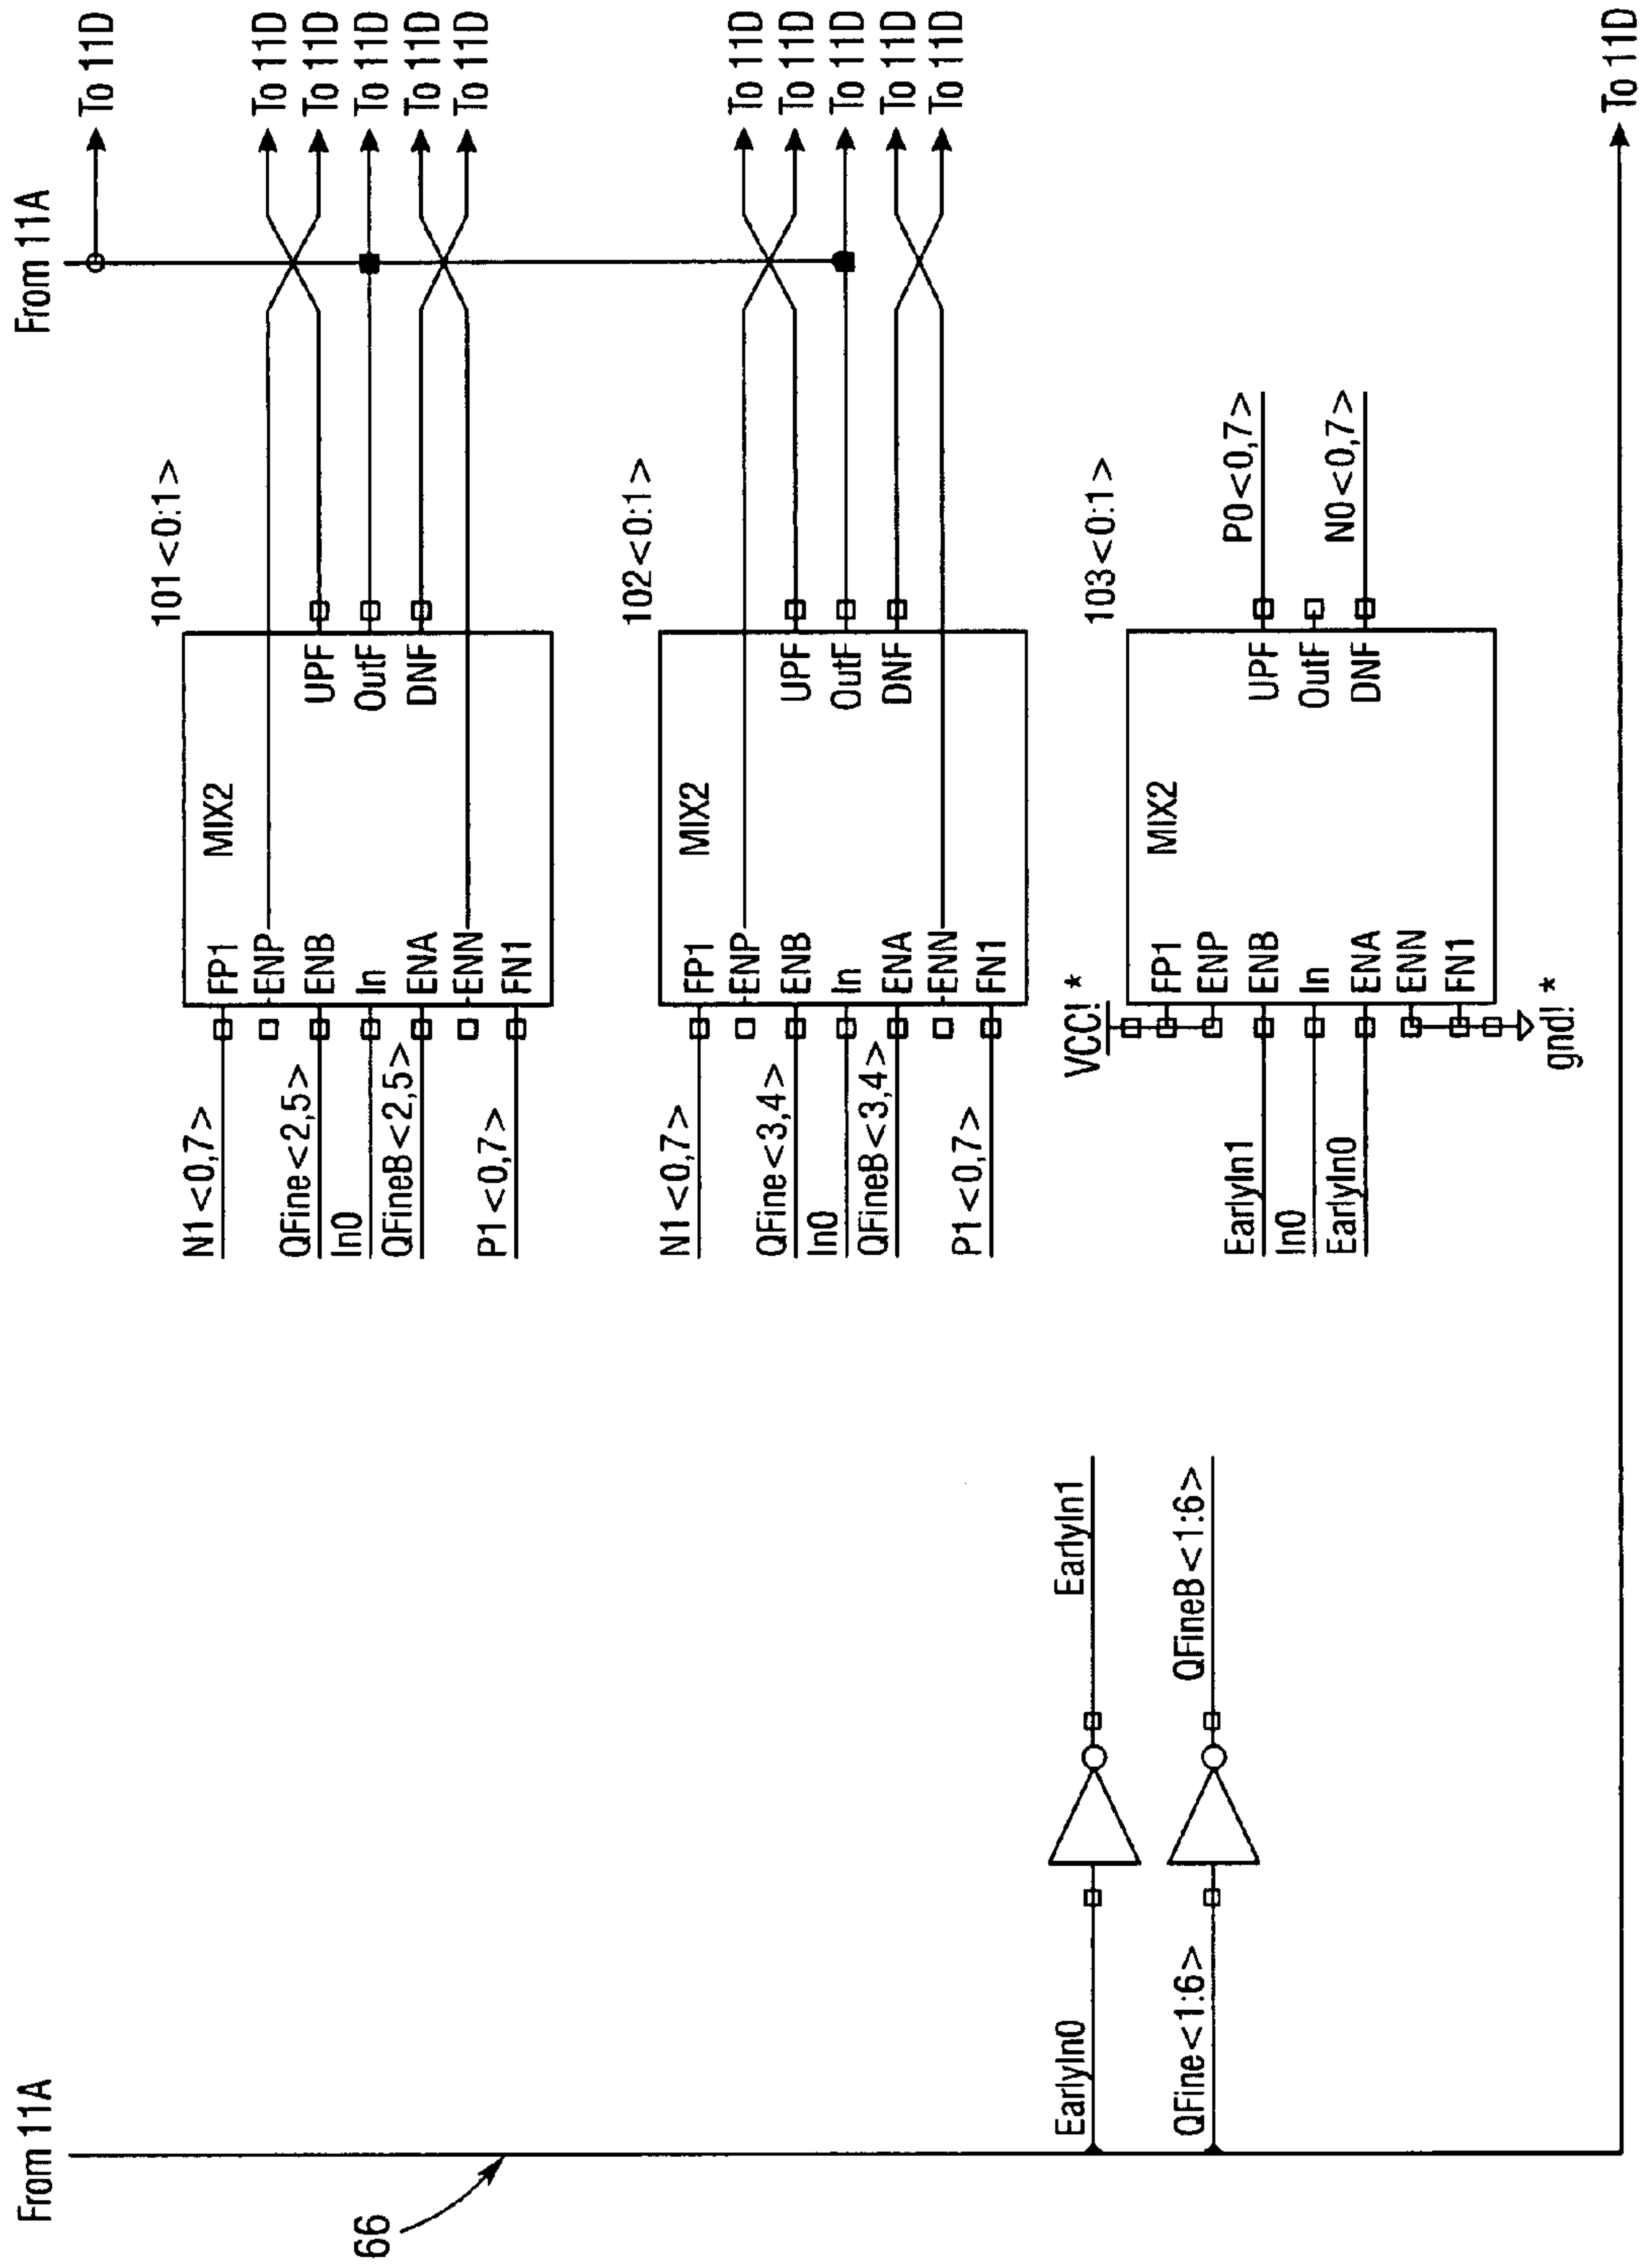 From 11A
From 11A
66
To 11D
101<0:1>
MIX2
N1<0,7>
FP1
ENP
To 11D
QFine<2,5>
ENB
UPF
To 11D
In0
In
OutF
To 11D
QFineB<2,5>
ENA
DNF
To 11D
ENN
To 11D
P1<0,7>
FN1
102<0:1>
MIX2
N1<0,7>
FP1
ENP
To 11D
QFine<3,4>
ENB
UPF
To 11D
In0
In
OutF
To 11D
QFineB<3,4>
ENA
DNF
To 11D
ENN
To 11D
P1<0,7>
FN1
EarlyIn0
EarlyIn1
QFine<1:6>
QFineB<1:6>
103<0:1>
VCC! *
MIX2
FP1
ENP
EarlyIn1
ENB
UPF
P0<0,7>
In0
In
OutF
EarlyIn0
ENA
DNF
N0<0,7>
ENN
FN1
gnd! *
To 11D